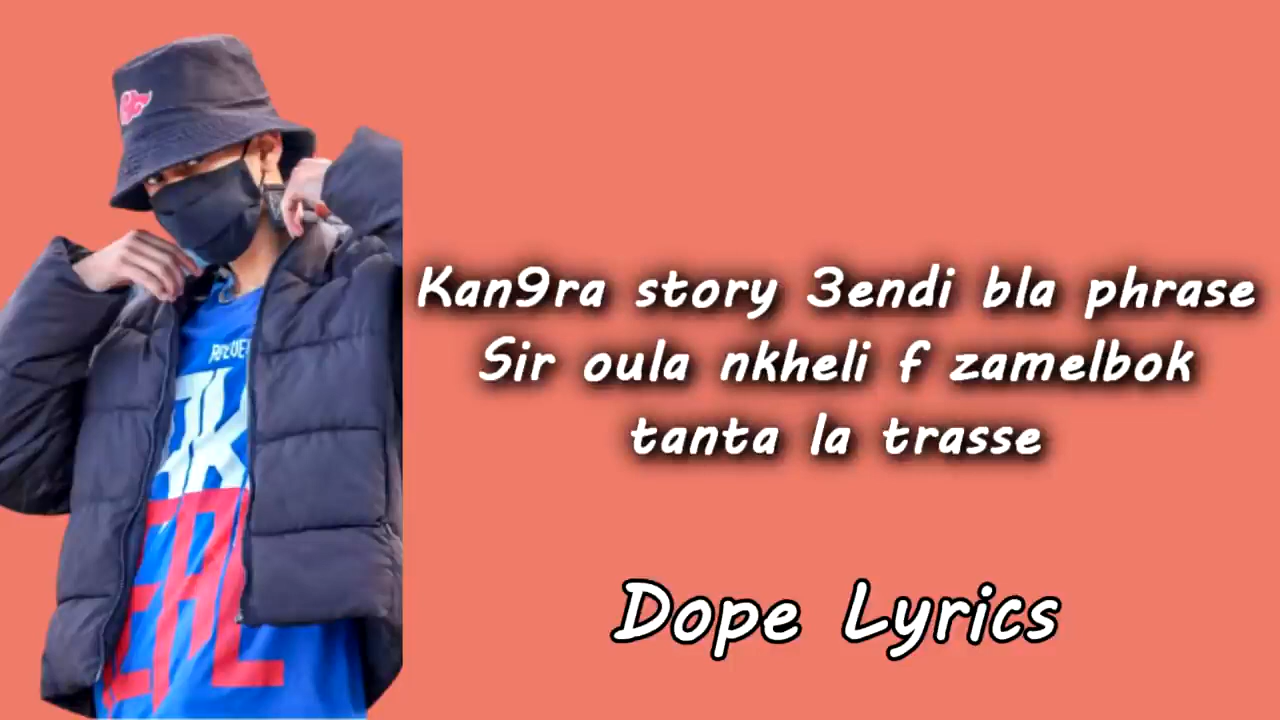 Kan9ra story 3endi bla phrase
Sir oula nkheli f zamelbok
tanta la trasse
Dope Lyrics